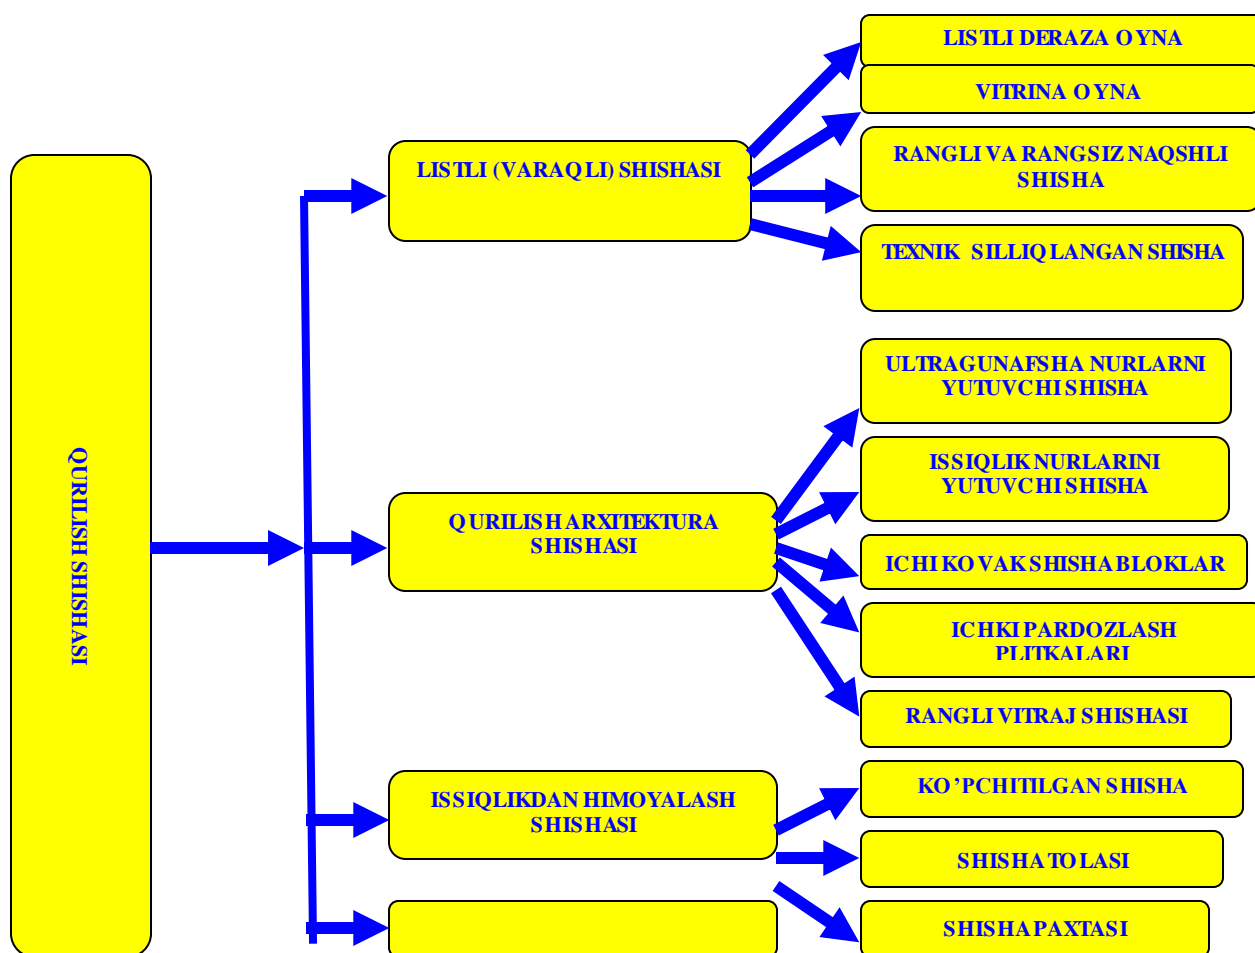 QURILISH SHISHASI
LISTLI (VARAQLI) SHISHASI
LISTLI DERAZA OYNA
VITRINA OYNA
RANGLI VA RANGSIZ NAQSHLI
SHISHA
TEXNIK SILLIQLANGAN SHISHA
QURILISH ARXITEKTURA
SHISHASI
ULTRAGUNAFSHA NURLARNI
YUTUVCHI SHISHA
ISSIQLIK NURLARINI
YUTUVCHI SHISHA
ICHI KOVAK SHISHA BLOKLAR
ICHKI PARDOZLASH
PLITKALARI
RANGLI VITRAJ SHISHASI
ISSIQLIKDAN HIMOYALASH
SHISHASI
KO’PCHITILGAN SHISHA
SHISHA TOLASI
SHISHA PAXTASI